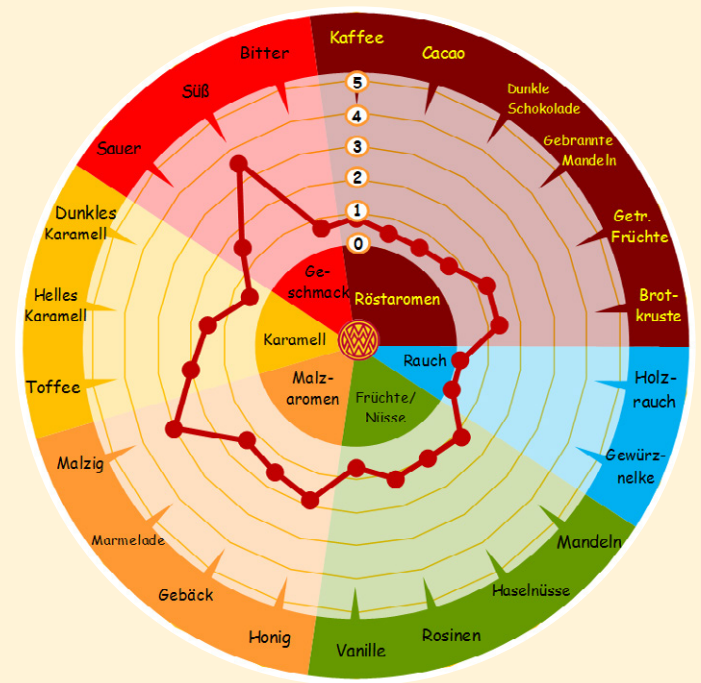 Kaffee
Cacao
Dunkle
Schokolade
Gebrannte
Mandeln
Getr.
Früchte
Brot-
kruste
Holz-
rauch
Gewürz-
nelke
Mandeln
Haselnüsse
Rosinen
Vanille
Honig
Gebäck
Marmelade
Malzig
Toffee
Helles
Karamell
Dunkles
Karamell
Sauer
Süß
Bitter
5
4
3
2
1
0
Ge-
schmack
Röstaromen
Karamell
Rauch
Malz-
aromen
Früchte/
Nüsse